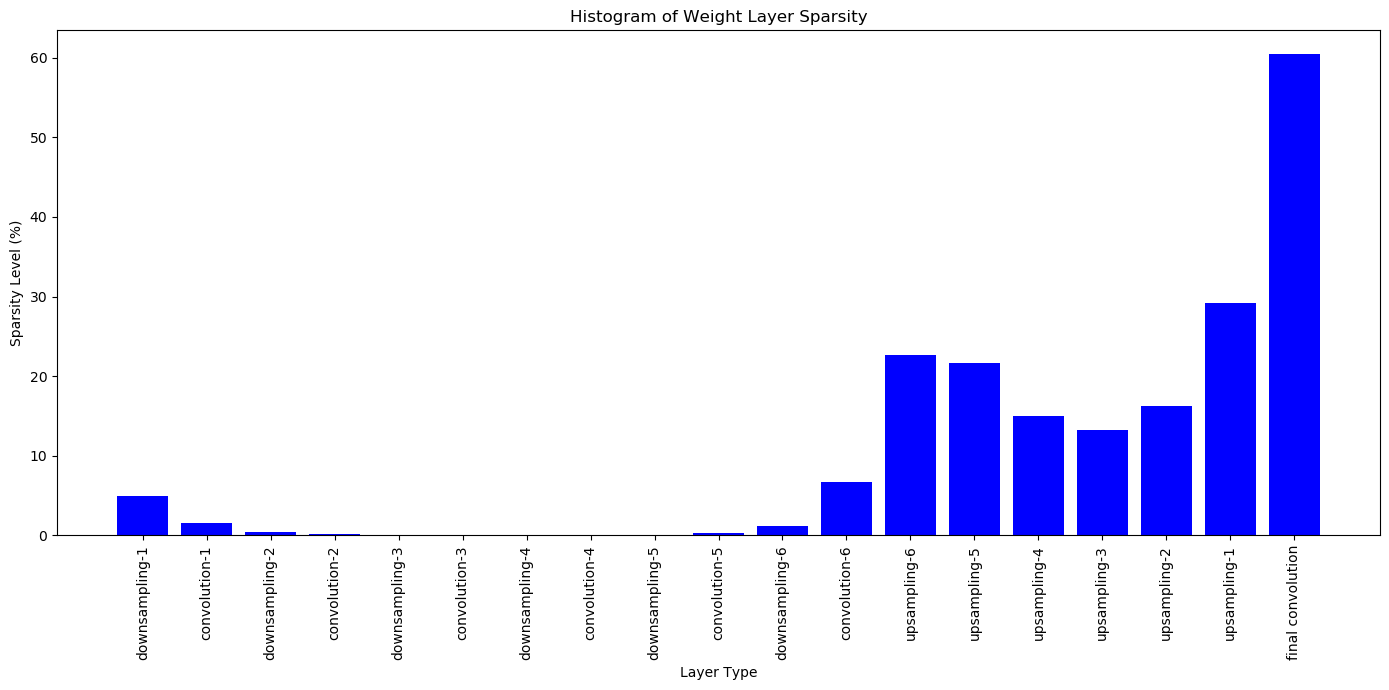 Histogram of Weight Layer Sparsity
Sparsity Level (%)
60
50
40
30
20
10
0
downsampling-1
convolution-1
downsampling-2
convolution-2
downsampling-3
convolution-3
downsampling-4
convolution-4
downsampling-5
convolution-5
downsampling-6
convolution-6
upsampling-6
upsampling-5
upsampling-4
upsampling-3
upsampling-2
upsampling-1
final convolution
Layer Type